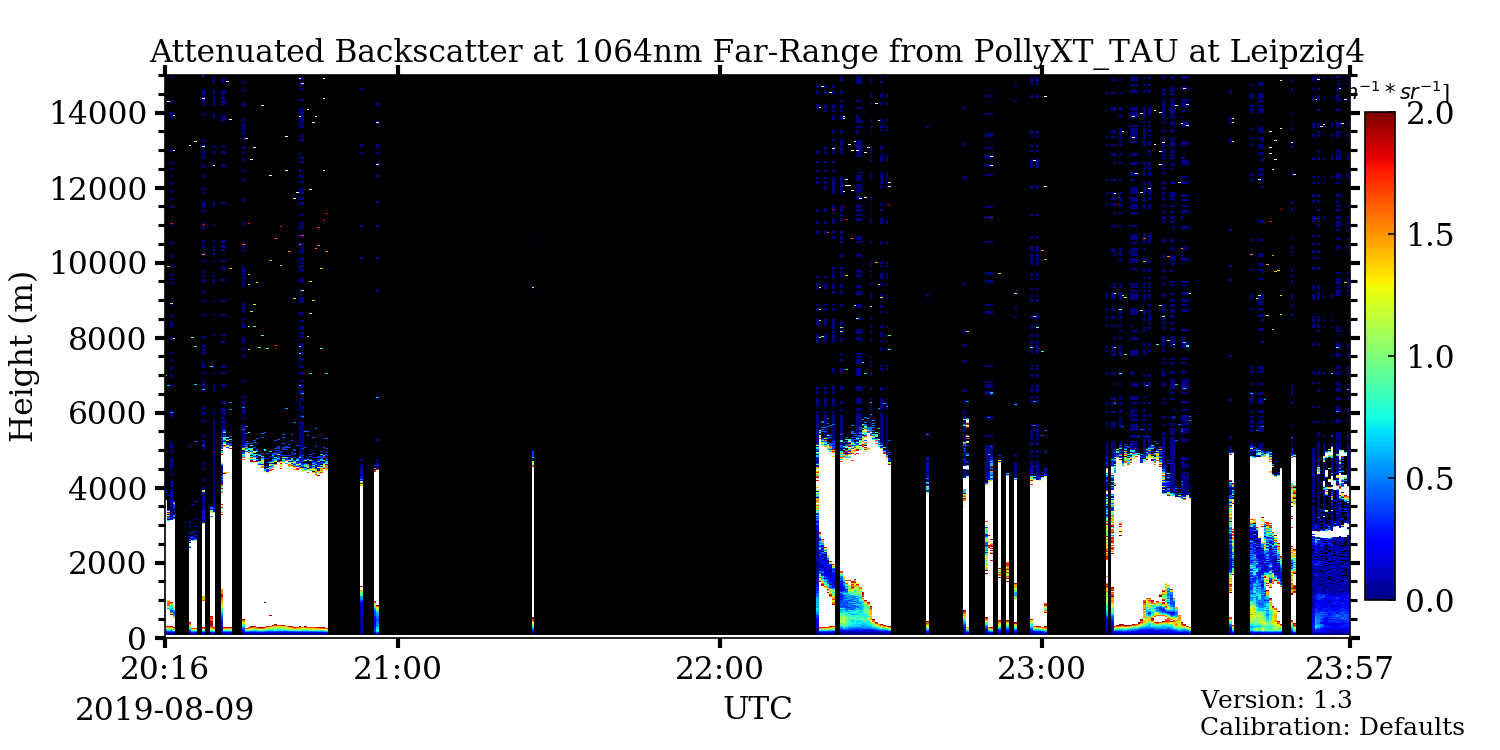 Attenuated Backscatter at 1064nm Far-Range from PollyXT_TAU at Leipzig4
sr⁻¹]
14000
12000
10000
8000
6000
4000
2000
0
Height (m)
2.0
1.5
1.0
0.5
0.0
20:16 21:00 22:00 23:00 23:57
2019-08-09 UTC
Version: 1.3
Calibration: Defaults